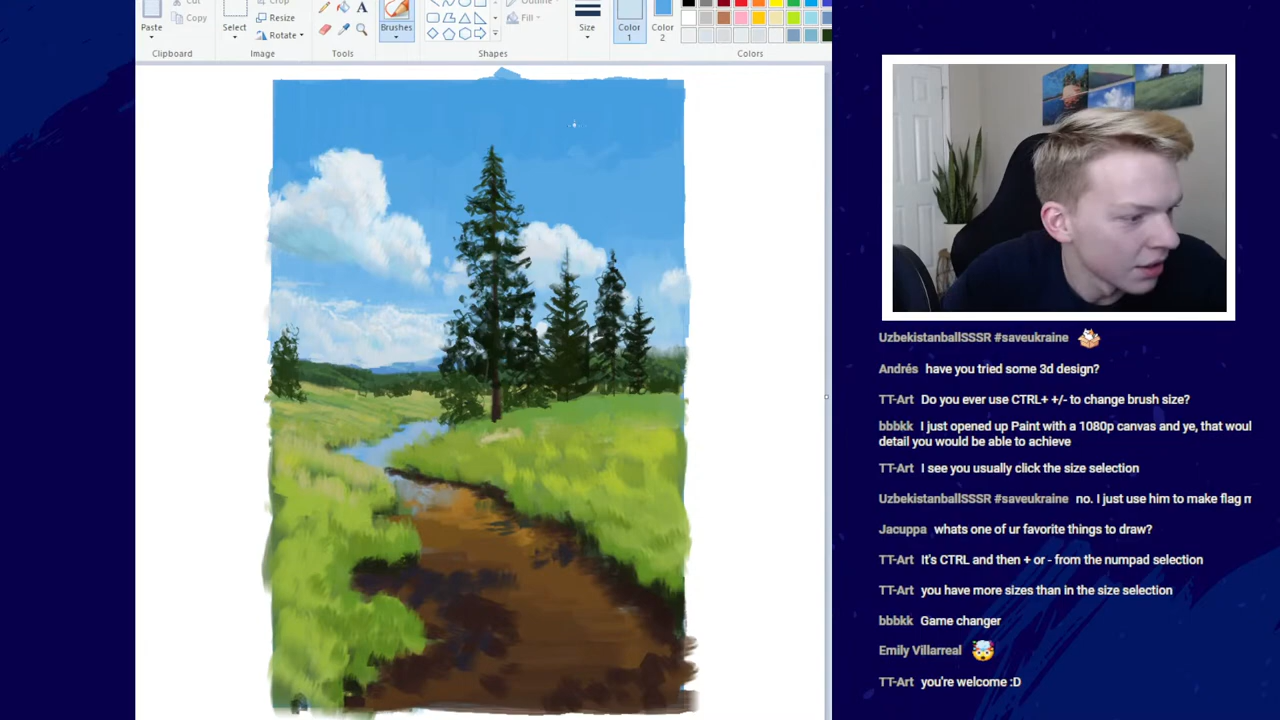 Cut
Crop
Outline
Paste
Copy
Select
Resize
Rotate
A
Brushes
Fill
Size
Color
1
Color
2
Clipboard
Image
Tools
Shapes
Colors
UzbekistanballSSSR #saveukraine
Andrés have you tried some 3d design?
TT-Art Do you ever use CTRL+ +/- to change brush size?
bbbkk I just opened up Paint with a 1080p canvas and ye, that woul
detail you would be able to achieve
TT-Art I see you usually click the size selection
UzbekistanballSSSR #saveukraine no. I just use him to make flag m
Jacuppa whats one of ur favorite things to draw?
TT-Art It's CTRL and then + or - from the numpad selection
TT-Art you have more sizes than in the size selection
bbbkk Game changer
Emily Villarreal
TT-Art you're welcome :D